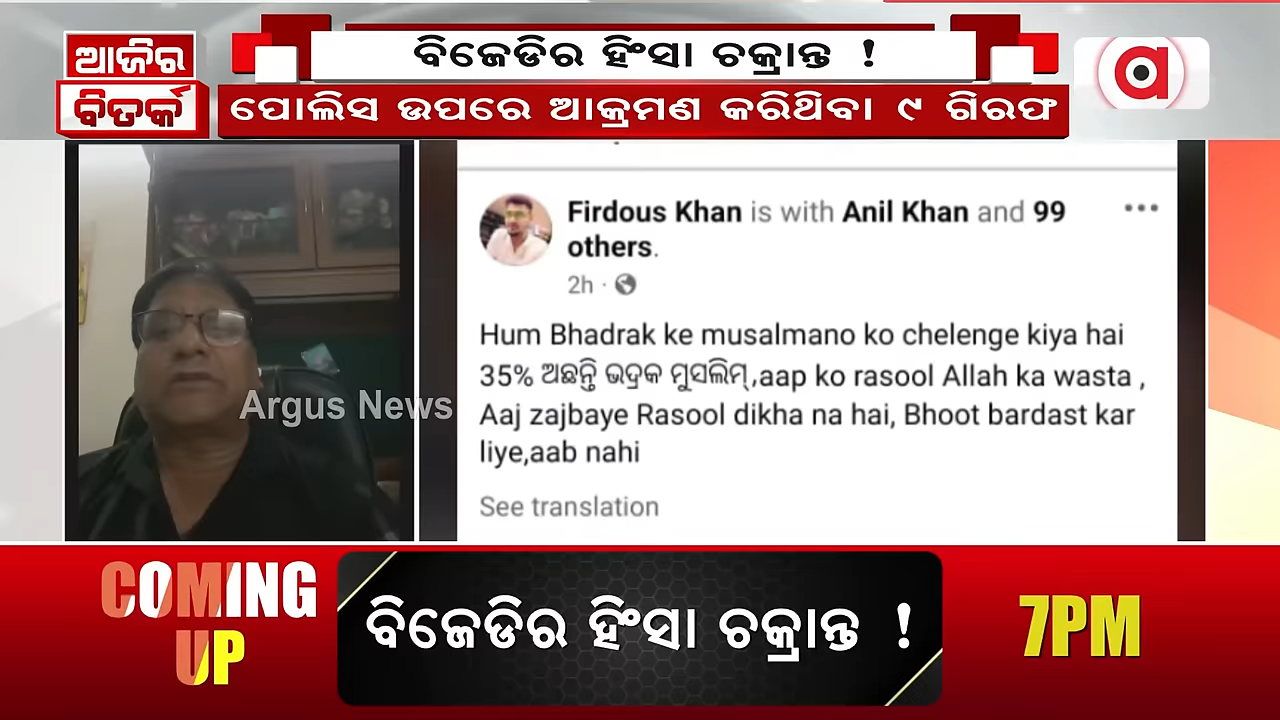 ଆଜିର
ବିତର୍କ
ବିଜେଡିର ହିଂସା ଚକ୍ରାନ୍ତ !
ପୋଲିସ ଉପରେ ଆକ୍ରମଣ କରିଥିବା ୯ ଗିରଫ
a
Firdous Khan is with Anil Khan and 99
others.
2h ·
Hum Bhadrak ke musalmano ko chelenge kiya hai
35% ଅଛନ୍ତି ଭଦ୍ରକ ମୁସଲିମ୍,aap ko rasool Allah ka wasta ,
Aaj zajbaye Rasool dikha na hai, Bhoot bardast kar
liye,aab nahi
See translation
Argus News
COMING
UP
ବିଜେଡିର ହିଂସା ଚକ୍ରାନ୍ତ !
7PM